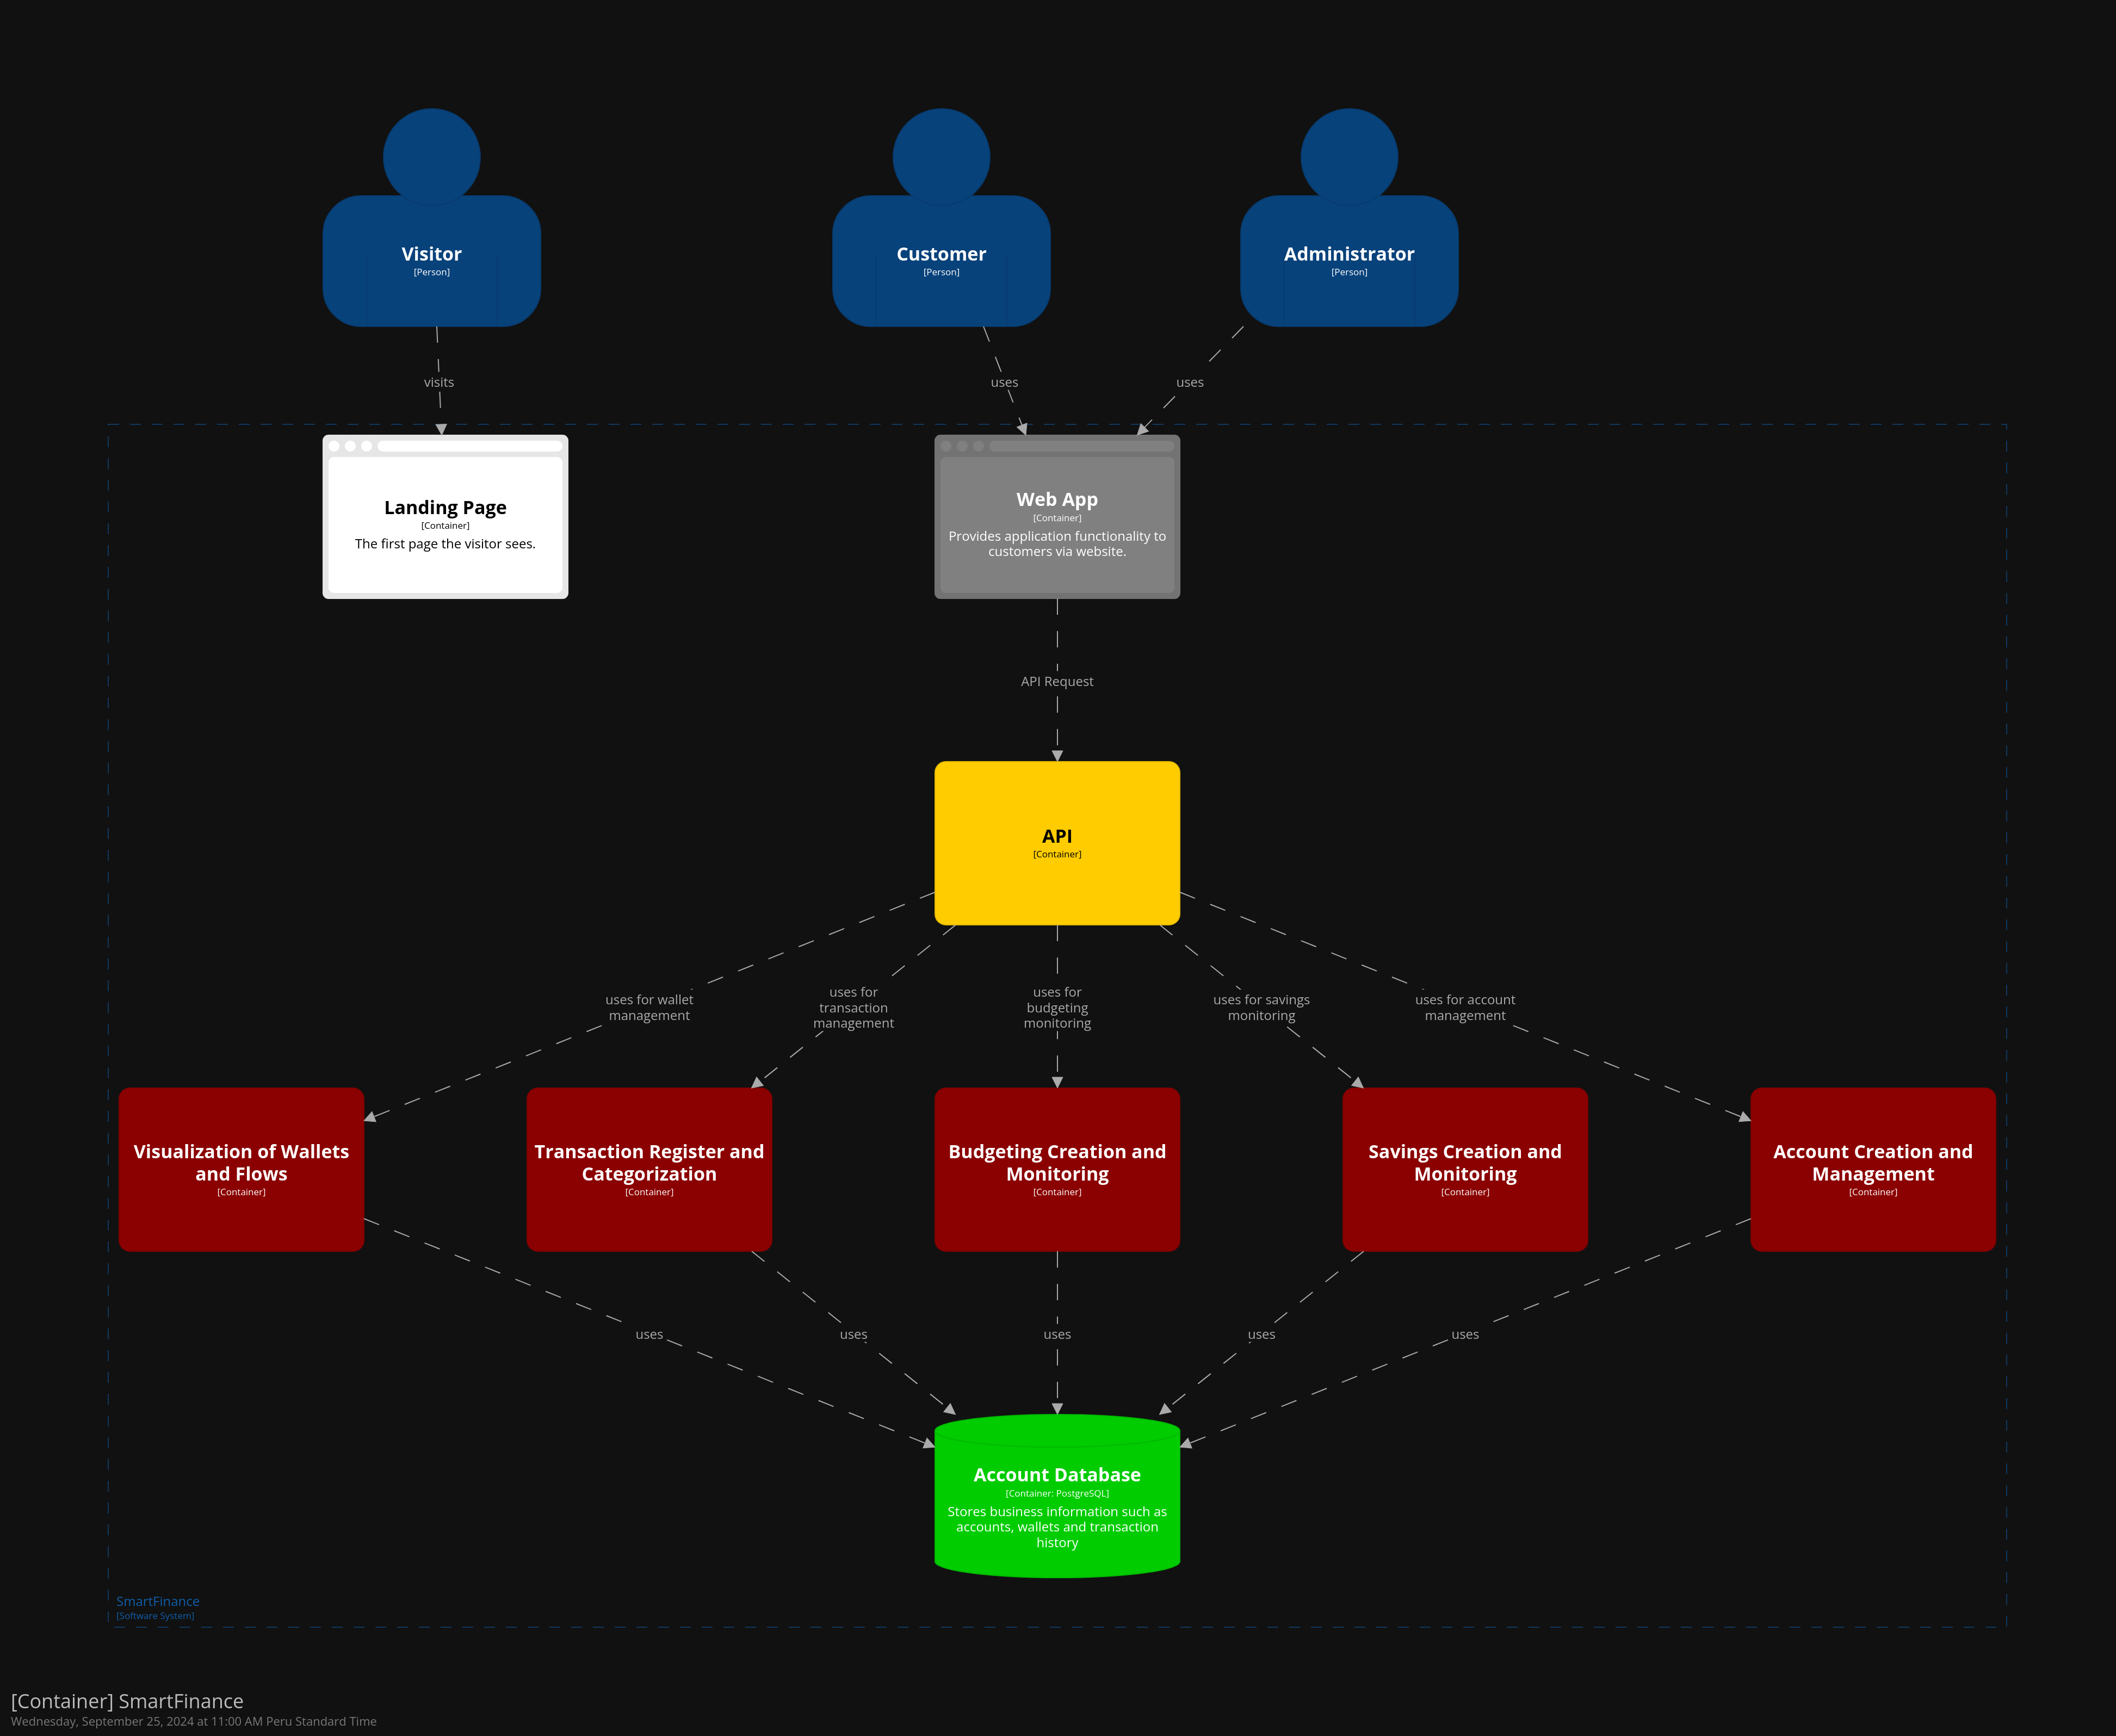 Visitor
[Person]
Customer
[Person]
Administrator
[Person]
visits
uses
uses
Landing Page
[Container]
The first page the visitor sees.
Web App
[Container]
Provides application functionality to
customers via website.
API Request
API
[Container]
uses for wallet
management
uses for
transaction
management
uses for
budgeting
monitoring
uses for savings
monitoring
uses for account
management
Visualization of Wallets
and Flows
[Container]
Transaction Register and
Categorization
[Container]
Budgeting Creation and
Monitoring
[Container]
Savings Creation and
Monitoring
[Container]
Account Creation and
Management
[Container]
uses
uses
uses
uses
uses
Account Database
[Container: PostgreSQL]
Stores business information such as
accounts, wallets and transaction
history
SmartFinance
[Software System]
[Container] SmartFinance
Wednesday, September 25, 2024 at 11:00 AM Peru Standard Time